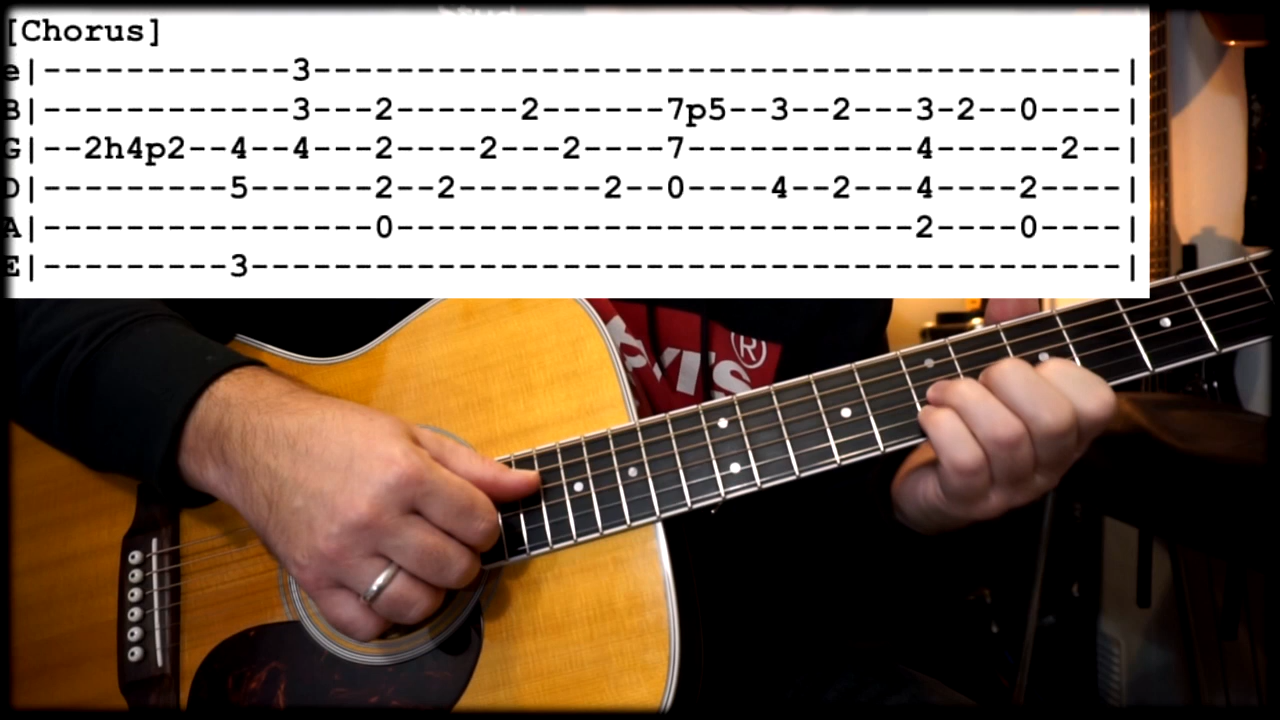 [Chorus]
e|------------3---------------------------------------|
B|------------3---2------2------7p5--3--2---3-2--0----|
G|--2h4p2--4--4---2----2---2----7-----------4------2--|
D|---------5------2--2-------2--0----4--2---4----2----|
A|----------------0-------------------------2----0----|
E|---------3------------------------------------------|